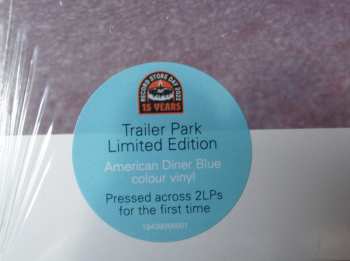 RECORD STORE DAY 2022
15 YEARS
Trailer Park
Limited Edition
American Diner Blue
colour vinyl
Pressed across 2LPs
for the first time